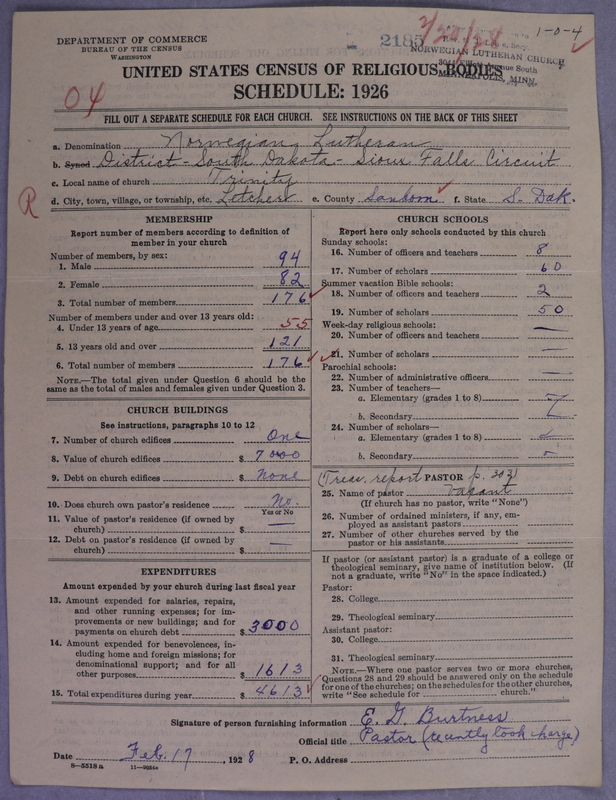 DEPARTMENT OF COMMERCE
BUREAU OF THE CENSUS
WASHINGTON
2185
1-0-4
NORWEGIAN LUTHERAN CHURCH
Avenue South
MINNEAPOLIS, MINN.
UNITED STATES CENSUS OF RELIGIOUS BODIES
SCHEDULE: 1926
04
FILL OUT A SEPARATE SCHEDULE FOR EACH CHURCH. SEE INSTRUCTIONS ON THE BACK OF THIS SHEET
a. Denomination Norwegian Lutheran
b. Synod District - South Dakota - Sioux Falls Circuit
c. Local name of church Trinity
d. City, town, village, or township, etc. Letcher e. County Sanborn f. State S. Dak.
R
MEMBERSHIP
Report number of members according to definition of member in your church
Number of members, by sex:
1. Male 94
2. Female 82
3. Total number of members 176
Number of members under and over 13 years old:
4. Under 13 years of age 55
5. 13 years old and over 121
6. Total number of members 176
NOTE.—The total given under Question 6 should be the same as the total of males and females given under Question 3.
CHURCH BUILDINGS
See instructions, paragraphs 10 to 12
7. Number of church edifices One
8. Value of church edifices $ 7000
9. Debt on church edifices $ None
10. Does church own pastor's residence No.
Yes or No
11. Value of pastor's residence (if owned by church) $ —
12. Debt on pastor's residence (if owned by church) $ —
EXPENDITURES
Amount expended by your church during last fiscal year
13. Amount expended for salaries, repairs, and other running expenses; for improvements or new buildings; and for payments on church debt $ 3000
14. Amount expended for benevolences, including home and foreign missions; for denominational support; and for all other purposes $ 1613
15. Total expenditures during year $ 4613
CHURCH SCHOOLS
Report here only schools conducted by this church
Sunday schools:
16. Number of officers and teachers 8
17. Number of scholars 60
Summer vacation Bible schools:
18. Number of officers and teachers 2
19. Number of scholars 50
Week-day religious schools:
20. Number of officers and teachers —
21. Number of scholars —
Parochial schools:
22. Number of administrative officers —
23. Number of teachers—
a. Elementary (grades 1 to 8)
b. Secondary
24. Number of scholars—
a. Elementary (grades 1 to 8)
b. Secondary
(Treas. report PASTOR p. 303)
25. Name of pastor Vacant
(If church has no pastor, write "None")
26. Number of ordained ministers, if any, employed as assistant pastors
27. Number of other churches served by the pastor or his assistants
If pastor (or assistant pastor) is a graduate of a college or theological seminary, give name of institution below. (If not a graduate, write "No" in the space indicated.)
Pastor:
28. College
29. Theological seminary
Assistant pastor:
30. College
31. Theological seminary
NOTE.—Where one pastor serves two or more churches, Questions 28 and 29 should be answered only on the schedule for one of the churches; on the schedules for the other churches, write "See schedule for church."
Signature of person furnishing information E. G. Burtness
Official title Pastor (recently took charge)
Date Feb. 17, 1928 P. O. Address
8—5518 a 11—9034a